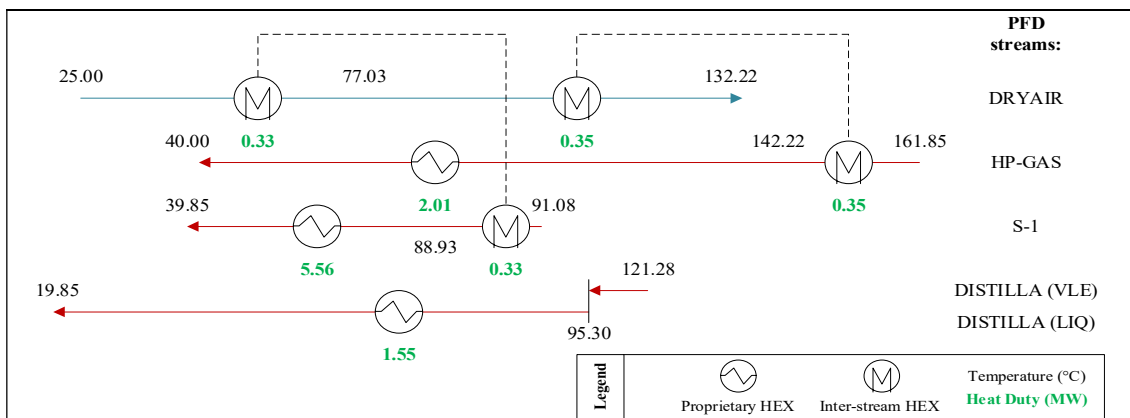 PFD
streams:
25.00
77.03
132.22
DRYAIR
0.33
0.35
40.00
142.22
161.85
HP-GAS
2.01
0.35
39.85
88.93
91.08
S-1
5.56
0.33
121.28
DISTILLA (VLE)
19.85
95.30
DISTILLA (LIQ)
1.55
Legend
Proprietary HEX
Inter-stream HEX
Temperature (°C)
Heat Duty (MW)